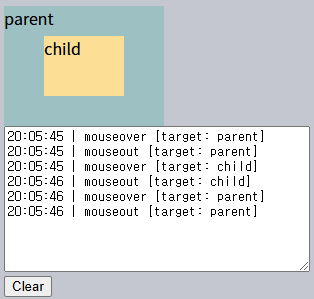 parent
child
20:05:45 | mouseover [target: parent]
20:05:45 | mouseout [target: parent]
20:05:45 | mouseover [target: child]
20:05:46 | mouseout [target: child]
20:05:46 | mouseover [target: parent]
20:05:46 | mouseout [target: parent]
Clear